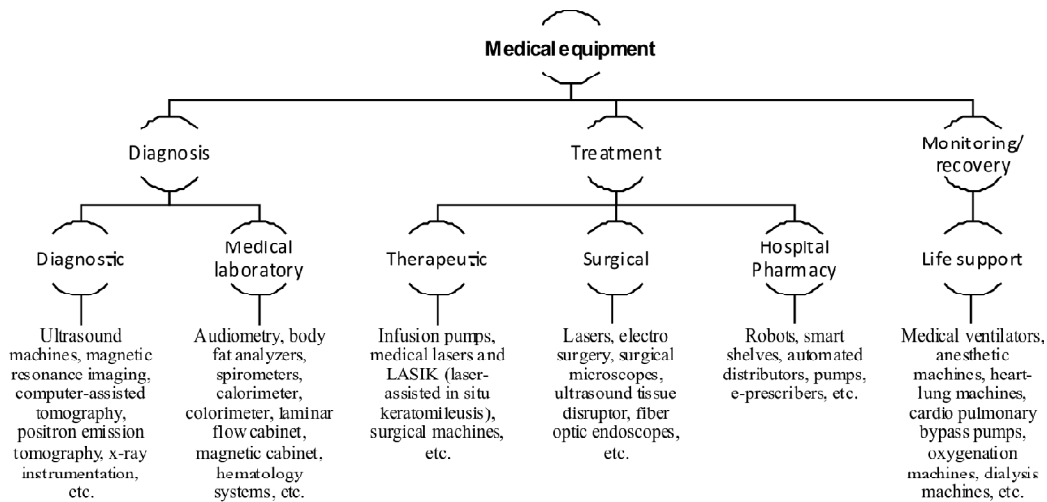 Medical equipment
Diagnosis
Treatment
Monitoring/
recovery
Diagnostic
Medical
laboratory
Therapeutic
Surgical
Hospital
Pharmacy
Life support
Ultrasound
machines, magnetic
resonance imaging,
computer-assisted
tomography,
positron emission
tomography, x-ray
instrumentation,
etc.
Audiometry, body
fat analyzers,
spirometers,
calorimeter,
colorimeter, laminar
flow cabinet,
magnetic cabinet,
hematology
systems, etc.
Infusion pumps,
medical lasers and
LASIK (laser-
assisted in situ
keratomileusis),
surgical machines,
etc.
Lasers, electro
surgery, surgical
microscopes,
ultrasound tissue
disruptor, fiber
optic endoscopes,
etc.
Robots, smart
shelves, automated
distributors, pumps,
e-prescribers, etc.
Medical ventilators,
anesthetic
machines, heart-
lung machines,
cardio pulmonary
bypass pumps,
oxygenation
machines, dialysis
machines, etc.